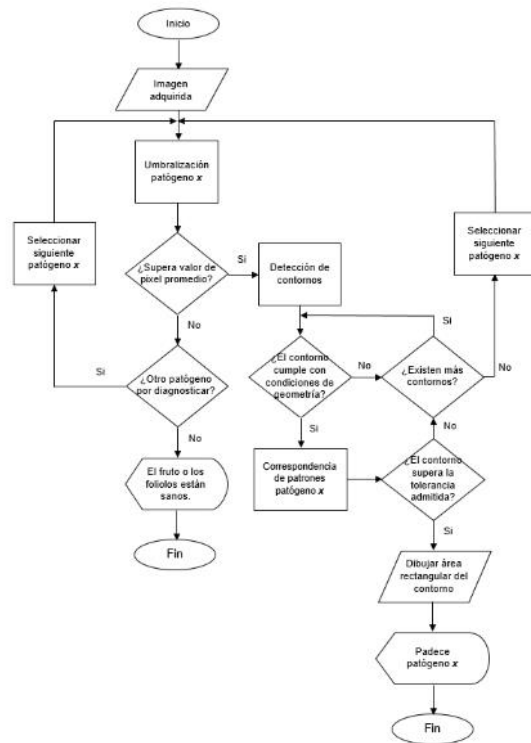 Inicio
Imagen
adquirida
Umbralización
patógeno x
Seleccionar
siguiente
patógeno x
Seleccionar
siguiente
patógeno x
¿Supera valor de
pixel promedio?
Si
Detección de
contornos
No
Si
¿Otro patógeno
por diagnosticar?
Si
¿El contorno
cumple con
condiciones de
geometría?
No
¿Existen más
contornos?
No
No
Si
No
El fruto o los
foliolos están
sanos.
Correspondencia
de patrones
patógeno x
¿El contorno
supera la
tolerancia
admitida?
Fin
Si
Dibujar área
rectangular del
contorno
Padece
patógeno x
Fin